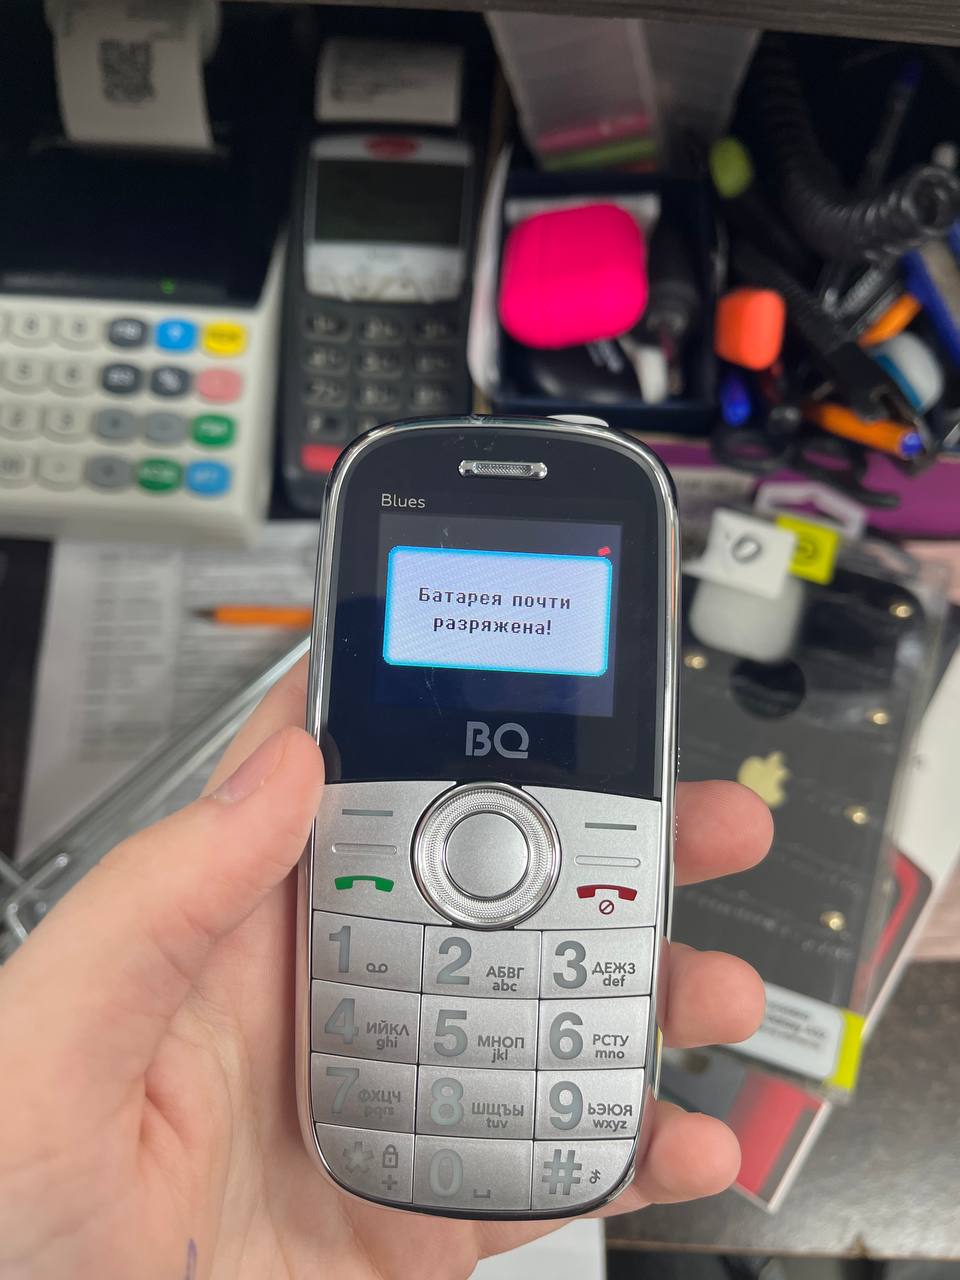 Blues
Батарея почти
разряжена!
BQ
1
2 АБВГ
abc
3 ДЕЖЗ
def
4 ИЙКЛ
ghi
5 МНОП
jkl
6 РСТУ
mno
7 ФХЦЧ
pqrs
8 ШЩЪЫ
tuv
9 ЬЭЮЯ
wxyz
* +
0
#